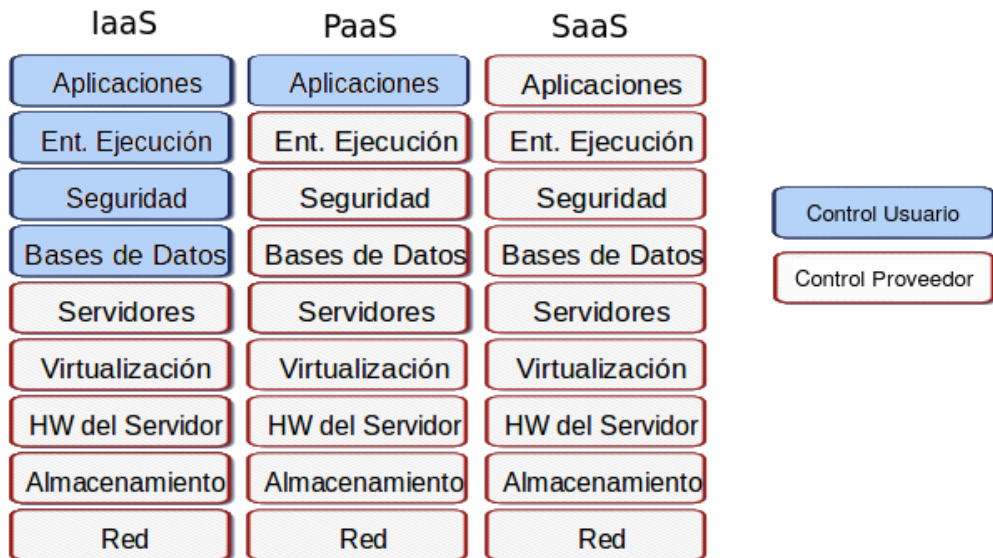 IaaS PaaS SaaS
Aplicaciones Aplicaciones Aplicaciones
Ent. Ejecución Ent. Ejecución Ent. Ejecución
Seguridad Seguridad Seguridad
Bases de Datos Bases de Datos Bases de Datos
Servidores Servidores Servidores
Virtualización Virtualización Virtualización
HW del Servidor HW del Servidor HW del Servidor
Almacenamiento Almacenamiento Almacenamiento
Red Red Red
Control Usuario
Control Proveedor